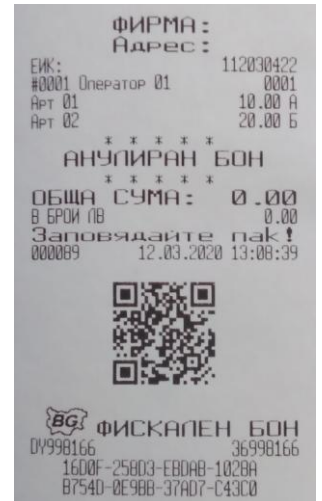 ФИРМА:
Адрес:
ЕИК: 112030422
#0001 Оператор 01 0001
Арт 01 10.00 А
Арт 02 20.00 Б
* * * * *
АНУЛИРАН БОН
* * * * *
ОБЩА СУМА: 0.00
В БРОЙ ЛВ 0.00
Заповядайте пак!
000089 12.03.2020 13:08:39
BG ФИСКАЛЕН БОН
DY998166 36998166
16D0F-258D3-EBDAB-1028A
B754D-0E9BB-37AD7-C43C0